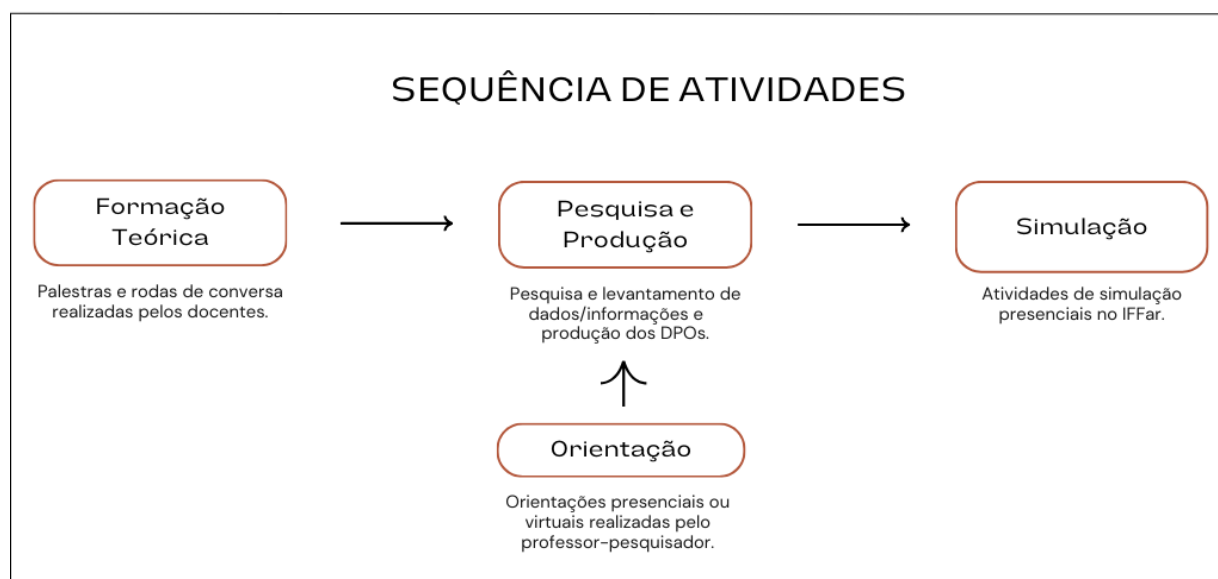 SEQUÊNCIA DE ATIVIDADES
Formação
Teórica
Palestras e rodas de conversa
realizadas pelos docentes.
Pesquisa e
Produção
Pesquisa e levantamento de
dados/informações e
produção dos DPOs.
Orientação
Orientações presenciais ou
virtuais realizadas pelo
professor-pesquisador.
Simulação
Atividades de simulação
presenciais no IFFar.